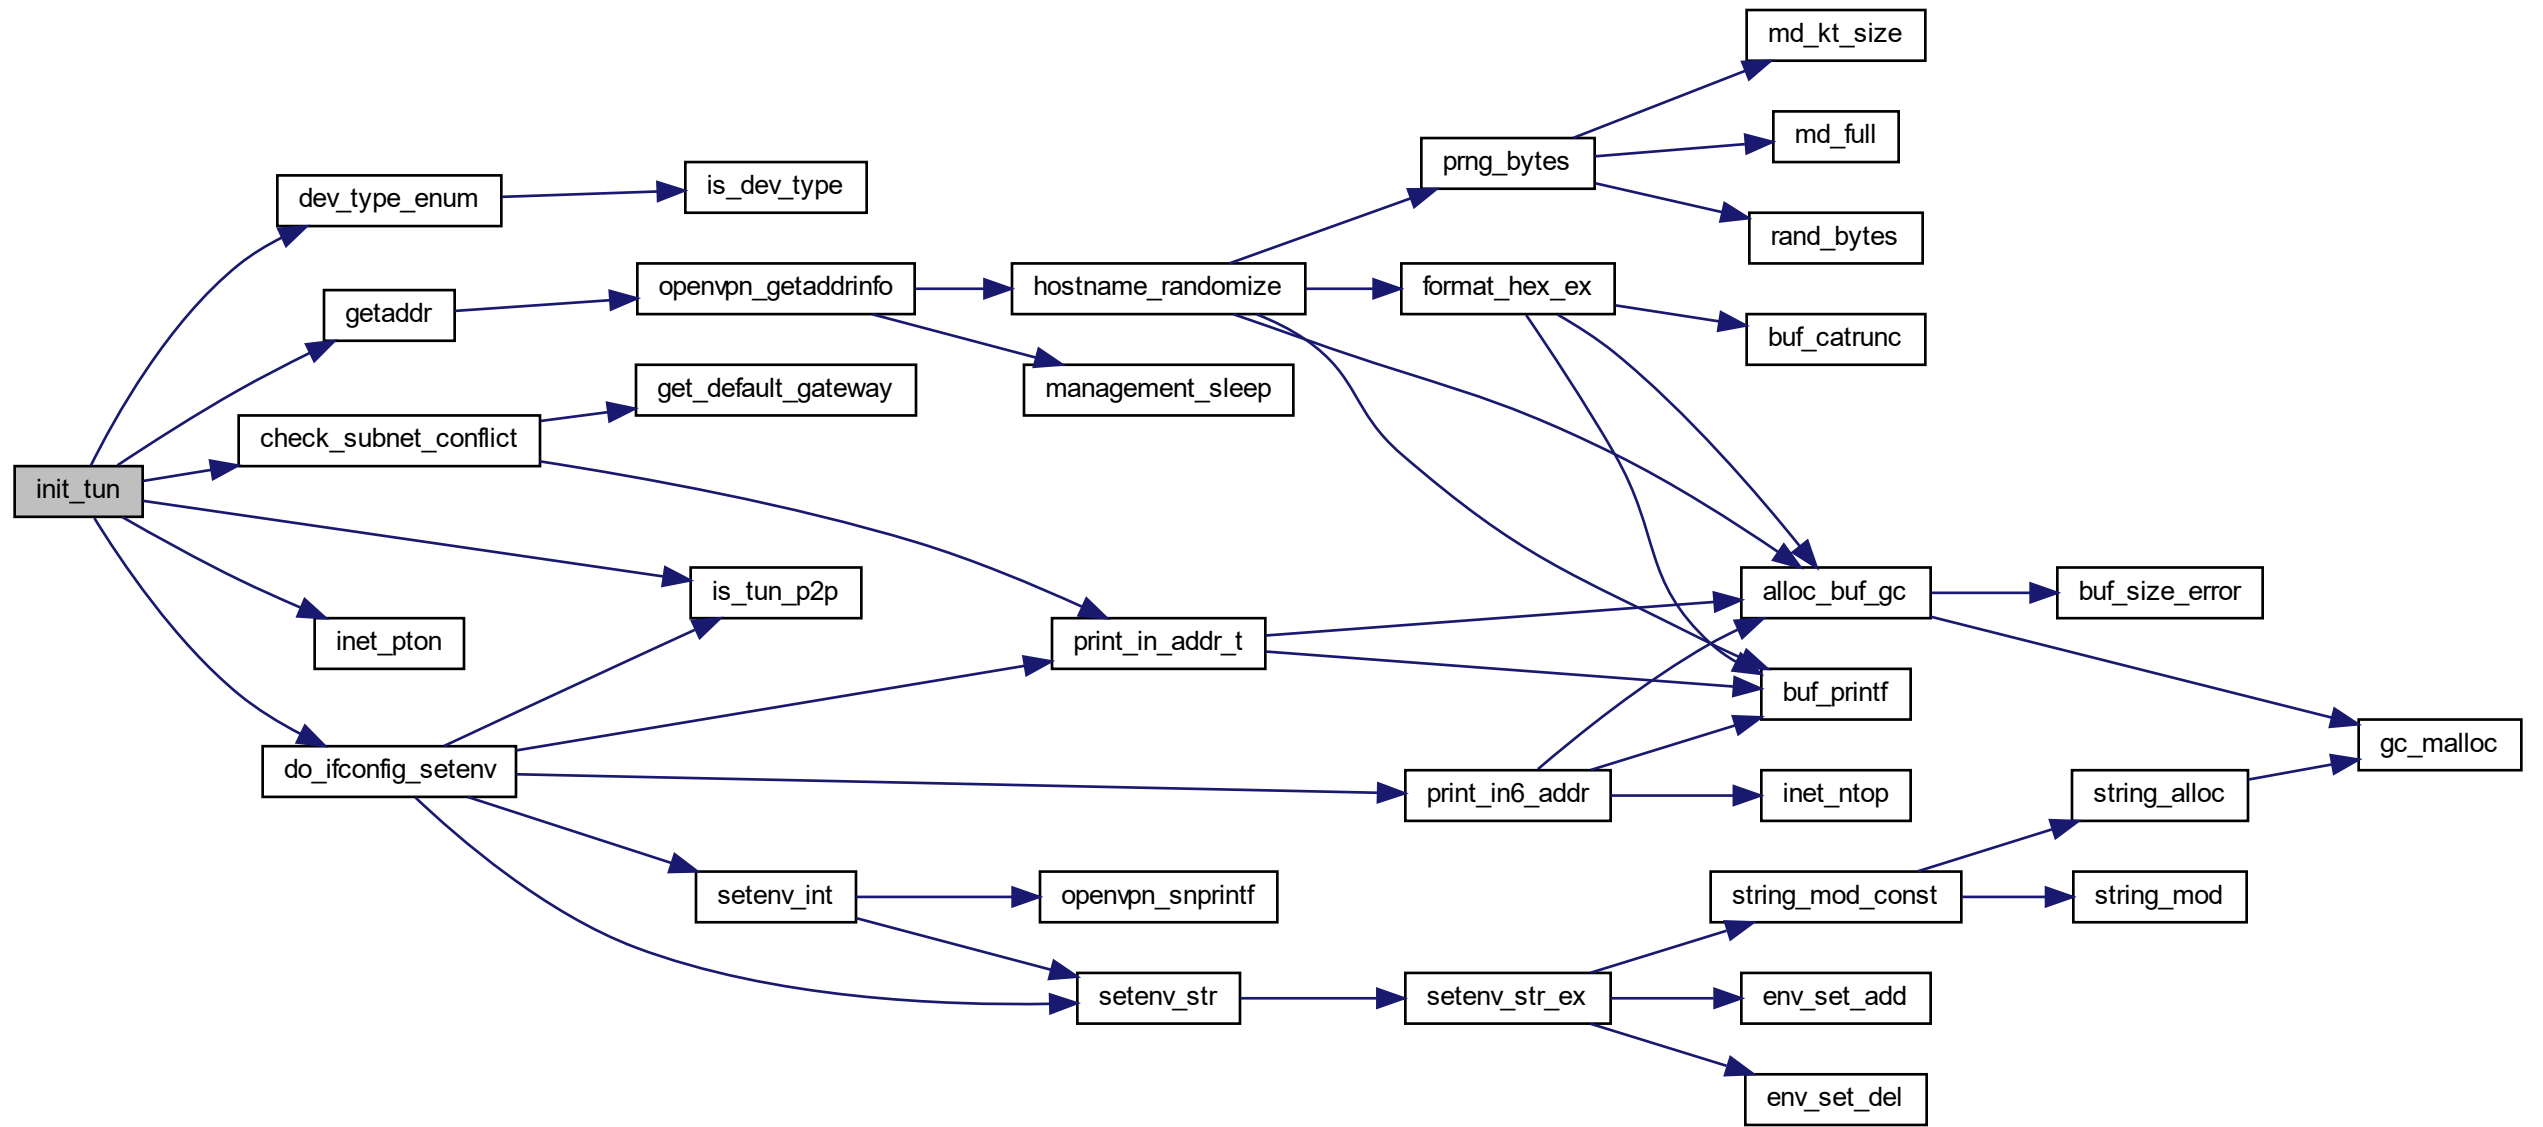 md_kt_size
md_full
prng_bytes
is_dev_type
dev_type_enum
rand_bytes
openvpn_getaddrinfo
hostname_randomize
format_hex_ex
getaddr
buf_catrunc
get_default_gateway
management_sleep
check_subnet_conflict
init_tun
is_tun_p2p
alloc_buf_gc
buf_size_error
inet_pton
print_in_addr_t
buf_printf
gc_malloc
do_ifconfig_setenv
print_in6_addr
inet_ntop
string_alloc
setenv_int
openvpn_snprintf
string_mod_const
string_mod
setenv_str
setenv_str_ex
env_set_add
env_set_del